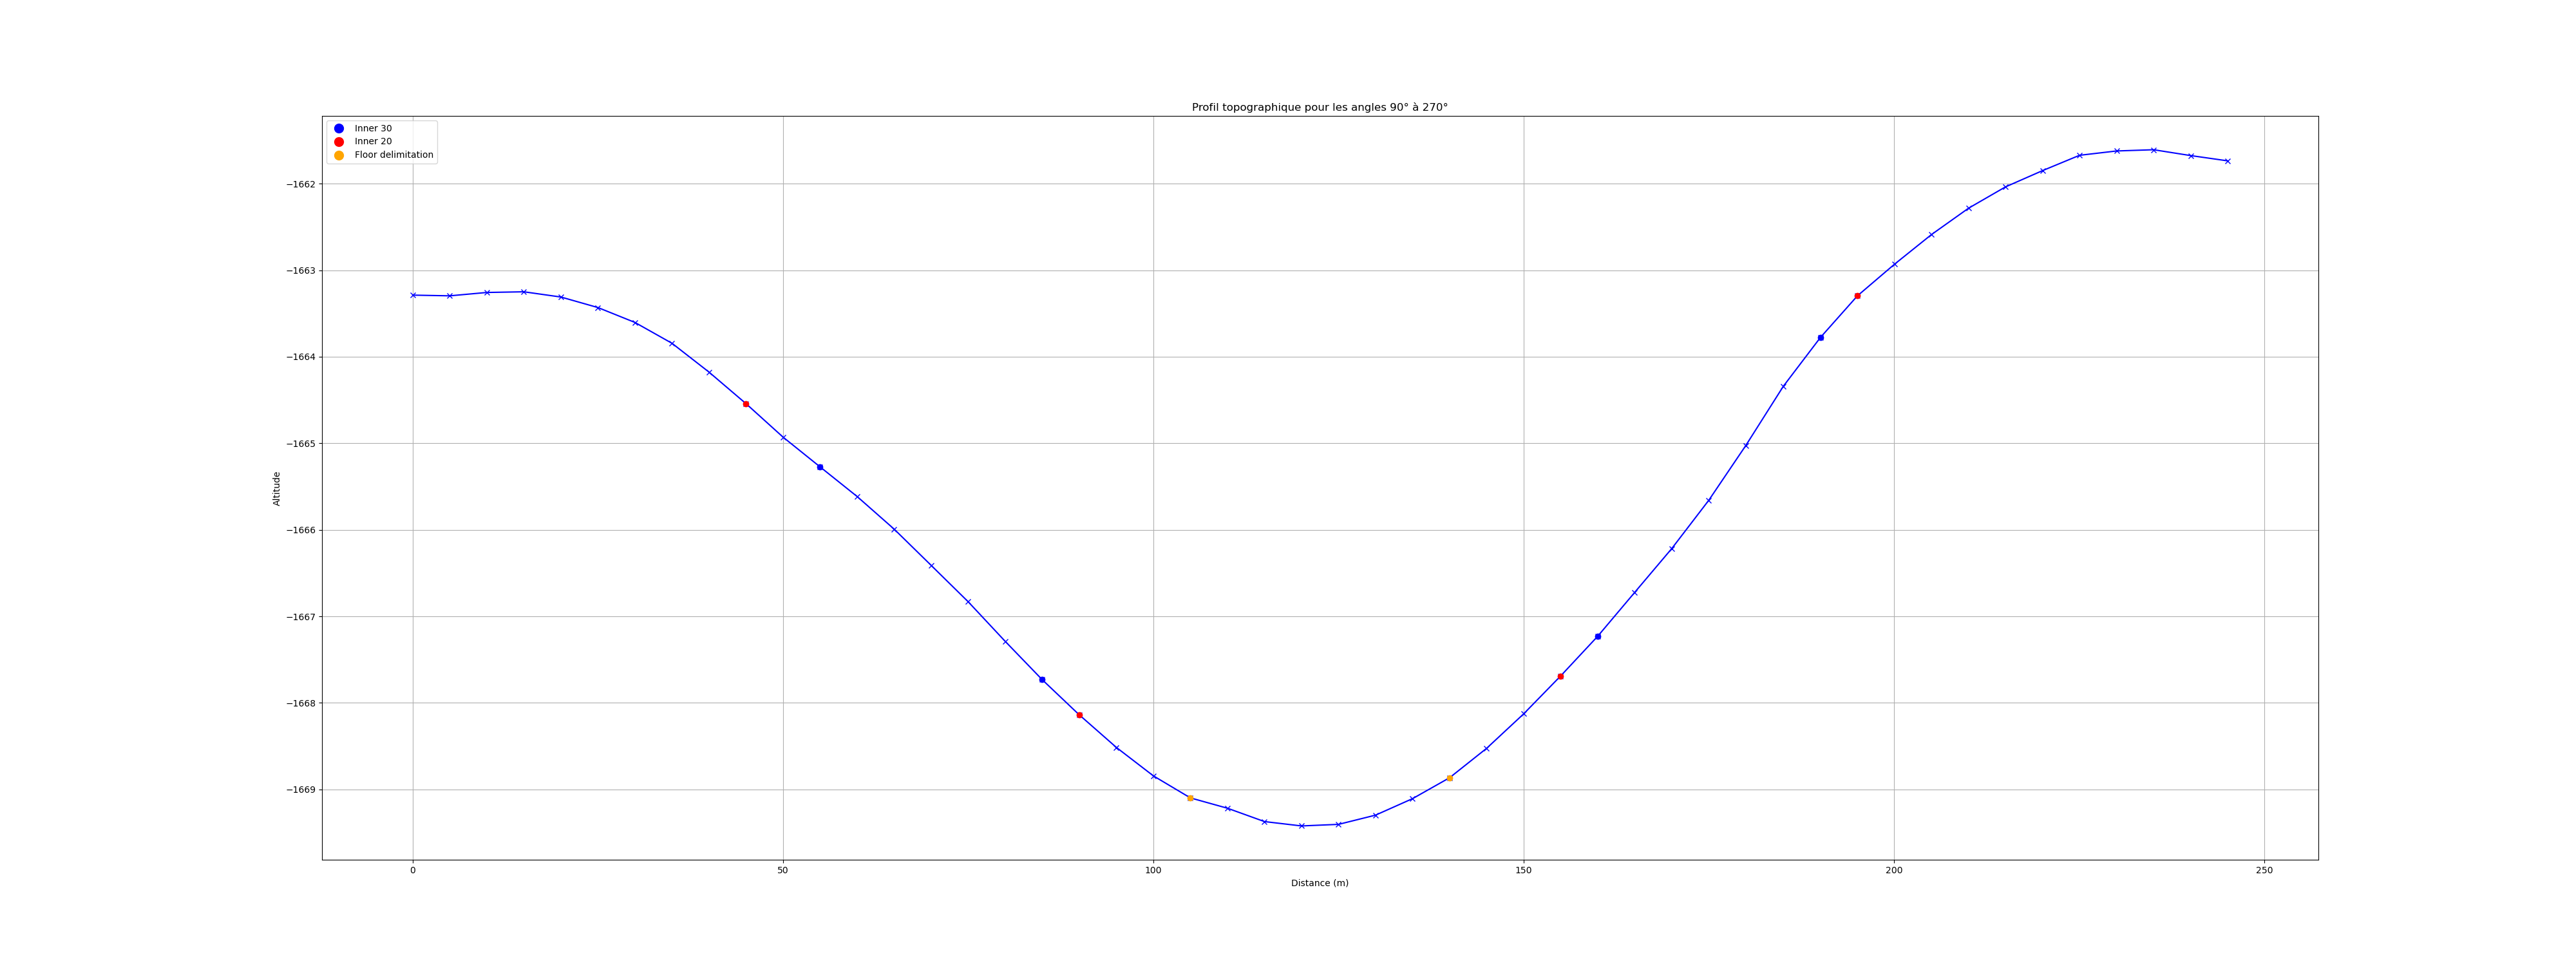 Profil topographique pour les angles 90° à 270°
Inner 30
Inner 20
Floor delimitation
−1662
−1663
−1664
−1665
−1666
−1667
−1668
−1669
Altitude
0
50
100
150
200
250
Distance (m)